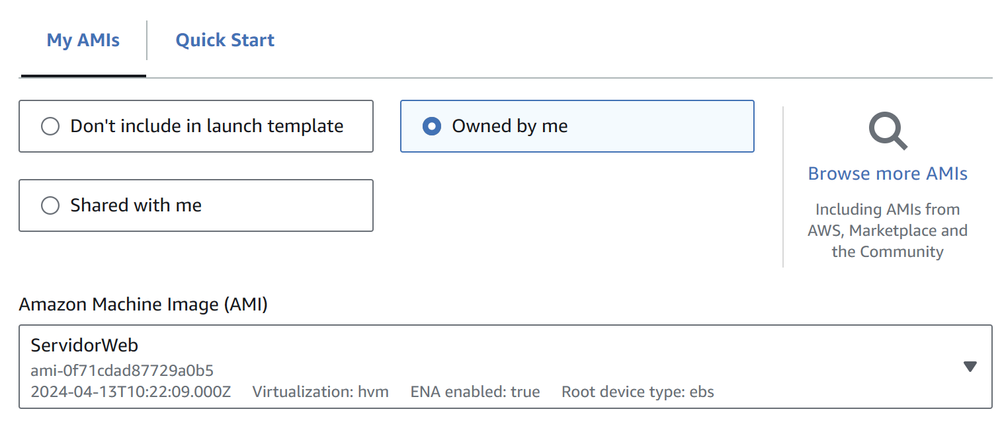 My AMIs
Quick Start
Don't include in launch template
Owned by me
Shared with me
Browse more AMIs
Including AMIs from
AWS, Marketplace and
the Community
Amazon Machine Image (AMI)
ServidorWeb
ami-0f71cdad87729a0b5
2024-04-13T10:22:09.000Z Virtualization: hvm ENA enabled: true Root device type: ebs